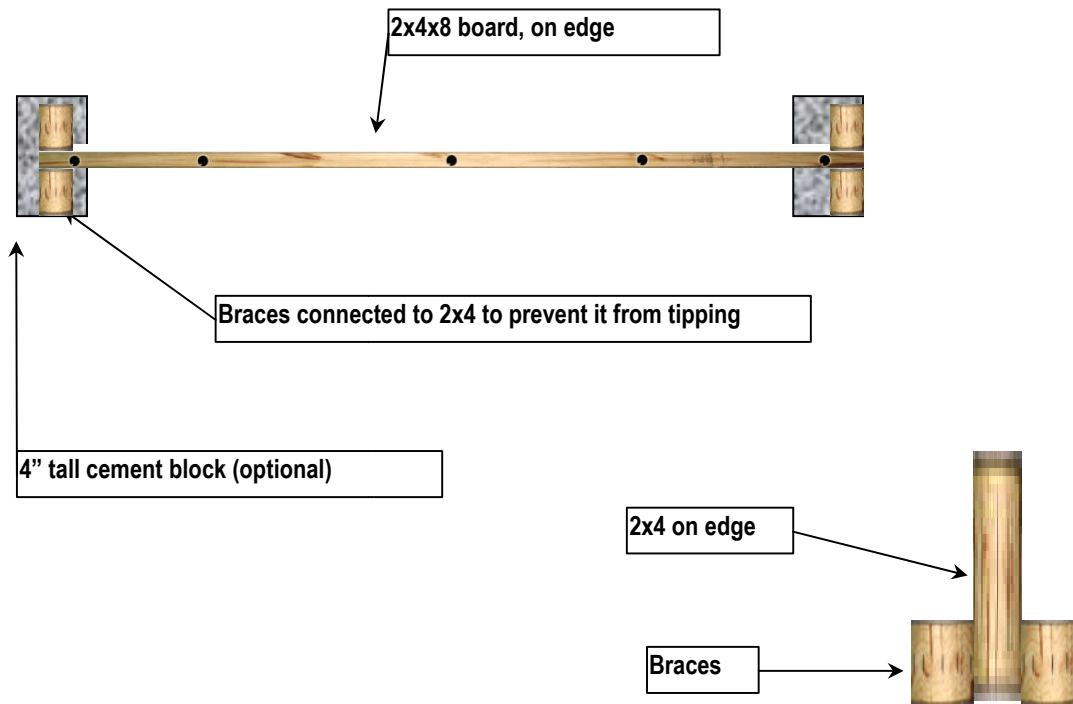 2x4x8 board, on edge
Braces connected to 2x4 to prevent it from tipping
4” tall cement block (optional)
2x4 on edge
Braces